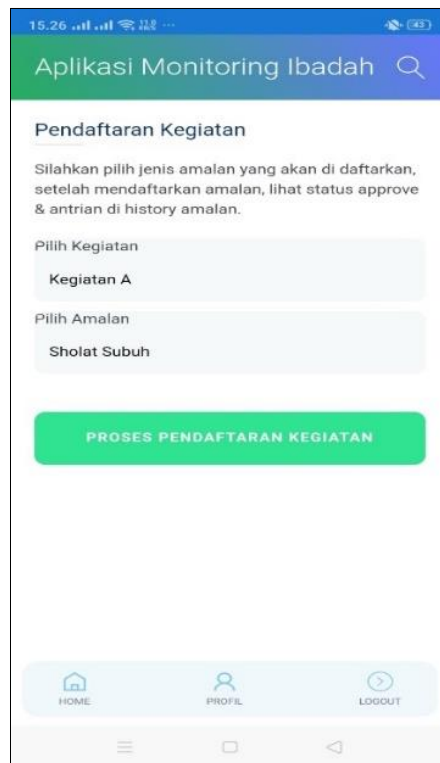 15.26
Aplikasi Monitoring Ibadah
Pendaftaran Kegiatan
Silahkan pilih jenis amalan yang akan di daftarkan,
setelah mendaftarkan amalan, lihat status approve
& antrian di history amalan.
Pilih Kegiatan
Kegiatan A
Pilih Amalan
Sholat Subuh
PROSES PENDAFTARAN KEGIATAN
HOME PROFIL LOGOUT